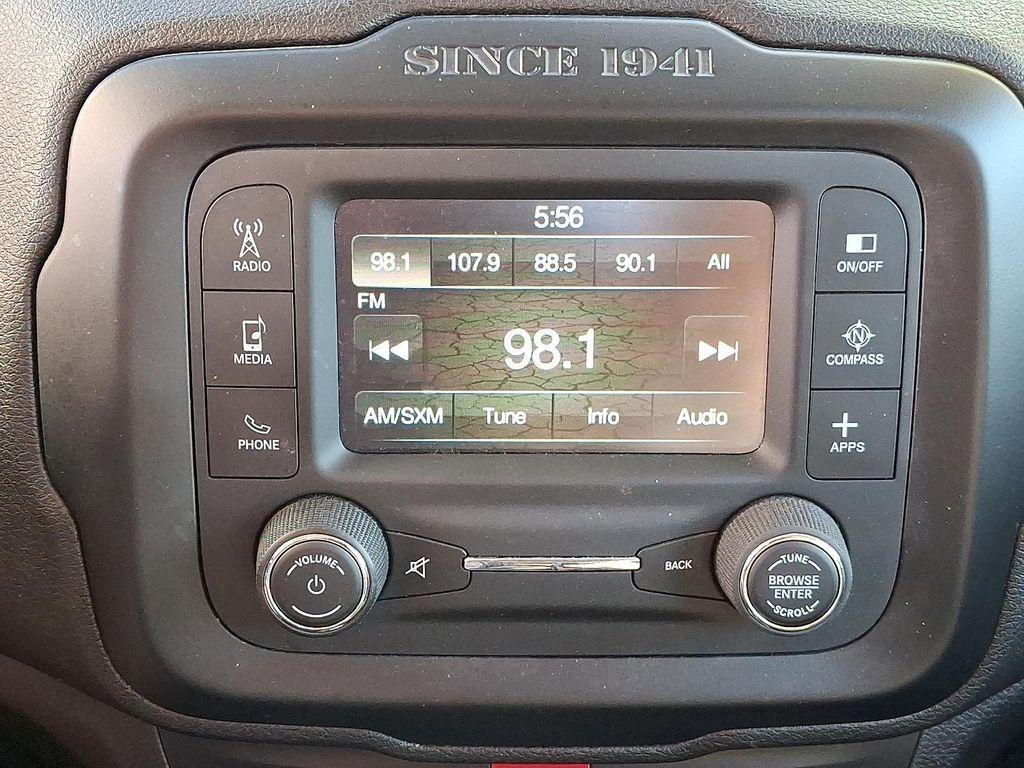 SINCE 1941
5:56
98.1 107.9 88.5 90.1 All
FM
98.1
AM/SXM Tune Info Audio
RADIO
MEDIA
PHONE
ON/OFF
N
COMPASS
APPS
VOLUME
BACK
TUNE
BROWSE
ENTER
SCROLL